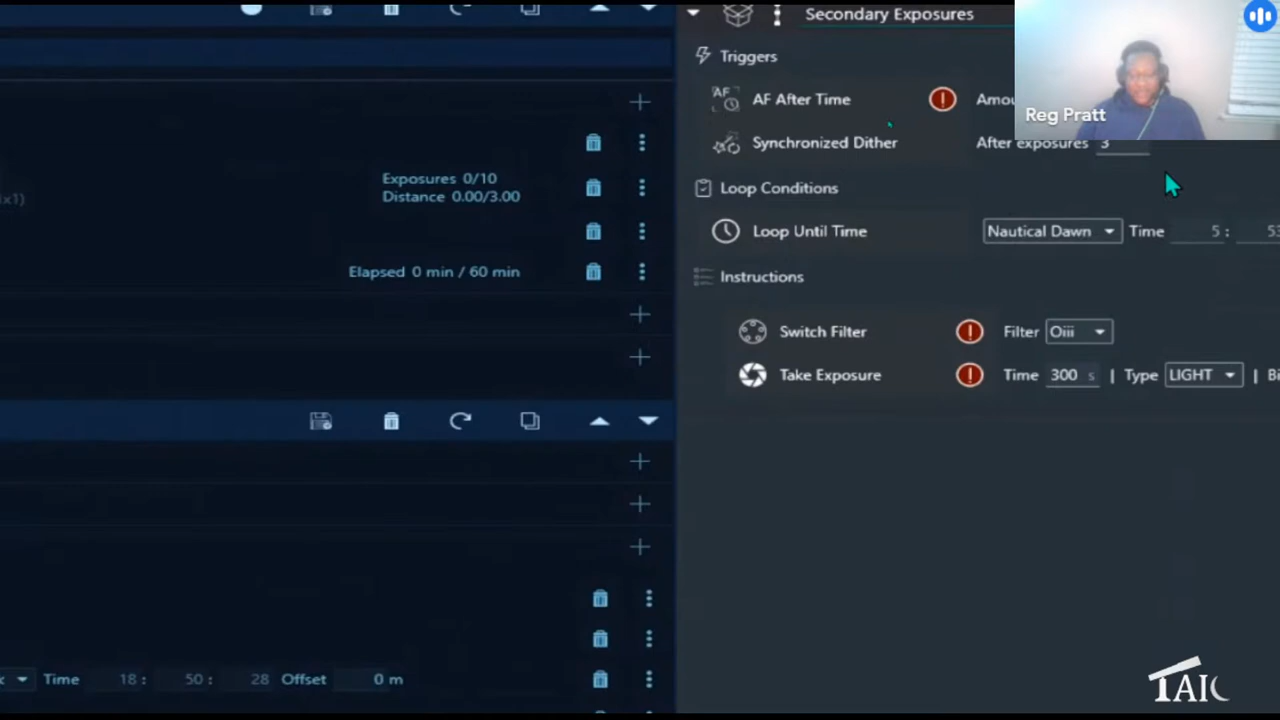 Secondary Exposures
Reg Pratt
Triggers
AF After Time
Synchronized Dither After exposures 3
Loop Conditions
Loop Until Time Nautical Dawn Time 5 : 53
Instructions
Switch Filter Filter Oiii
Take Exposure Time 300 s | Type LIGHT |
x1)
Exposures 0/10
Distance 0.00/3.00
Elapsed 0 min / 60 min
Time 18 : 50 : 28 Offset 0 m
TAIC